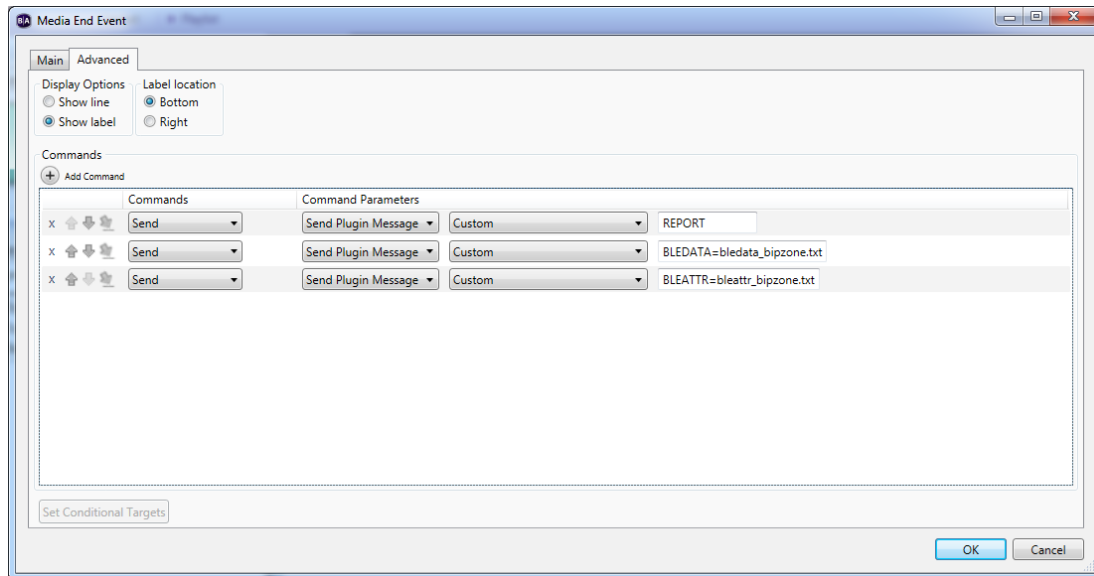 B|A Media End Event
Main Advanced
Display Options Label location
Show line Bottom
Show label Right
Commands
+ Add Command
Commands Command Parameters
x Send Send Plugin Message Custom REPORT
x Send Send Plugin Message Custom BLEDATA=bledata_bipzone.txt
x Send Send Plugin Message Custom BLEATTR=bleattr_bipzone.txt
Set Conditional Targets
OK Cancel